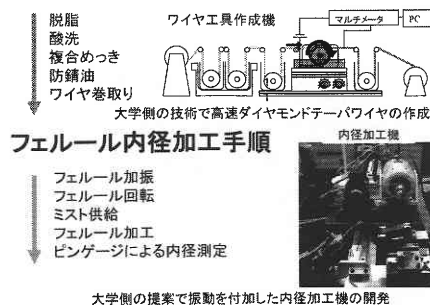 脱脂
酸洗
複合めっき
防錆油
ワイヤ巻取り
ワイヤ工具作成機
マルチメータ
PC
大学側の技術で高速ダイヤモンドテーパワイヤの作成
フェルール内径加工手順
内径加工機
フェルール加振
フェルール回転
ミスト供給
フェルール加工
ピンゲージによる内径測定
大学側の提案で振動を付加した内径加工機の開発